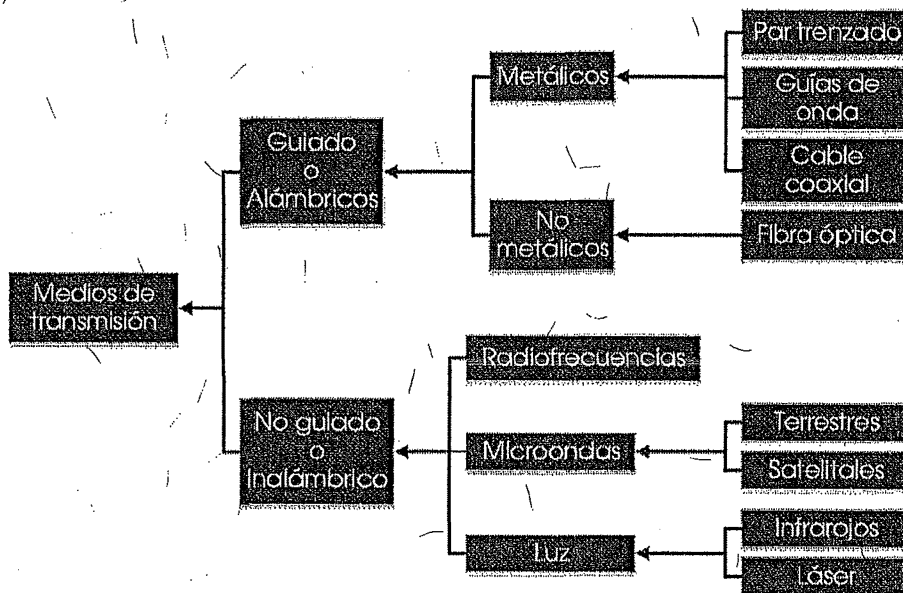 Medios de
transmisión
Guiado
o
Alámbricos
Metálicos
Par trenzado
Guías de
onda
Cable
coaxial
No
metálicos
Fibra óptica
No guiado
o
Inalámbrico
Radiofrecuencias
Microondas
Terrestres
Satelitales
Luz
Infrarojos
Láser